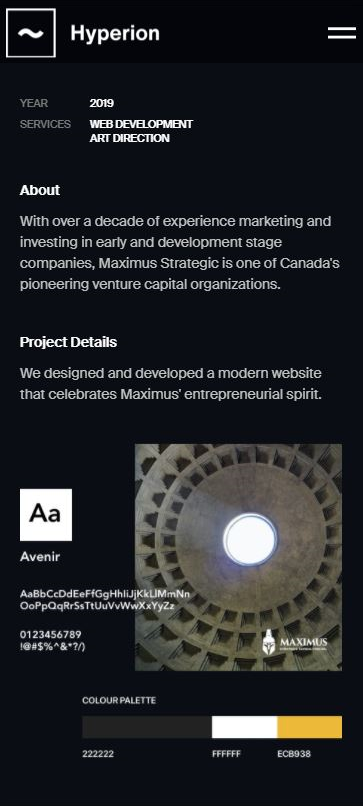 ~ Hyperion
YEAR 2019
SERVICES WEB DEVELOPMENT
ART DIRECTION
About
With over a decade of experience marketing and
investing in early and development stage
companies, Maximus Strategic is one of Canada's
pioneering venture capital organizations.
Project Details
We designed and developed a modern website
that celebrates Maximus' entrepreneurial spirit.
Aa
Avenir
AaBbCcDdEeFfGgHhIiJjKkLlMmNn
OoPpQqRrSsTtUuVvWwXxYyZz
0123456789
!@#$%^&*?/)
MAXIMUS
COLOUR PALETTE
222222 FFFFFF ECB938